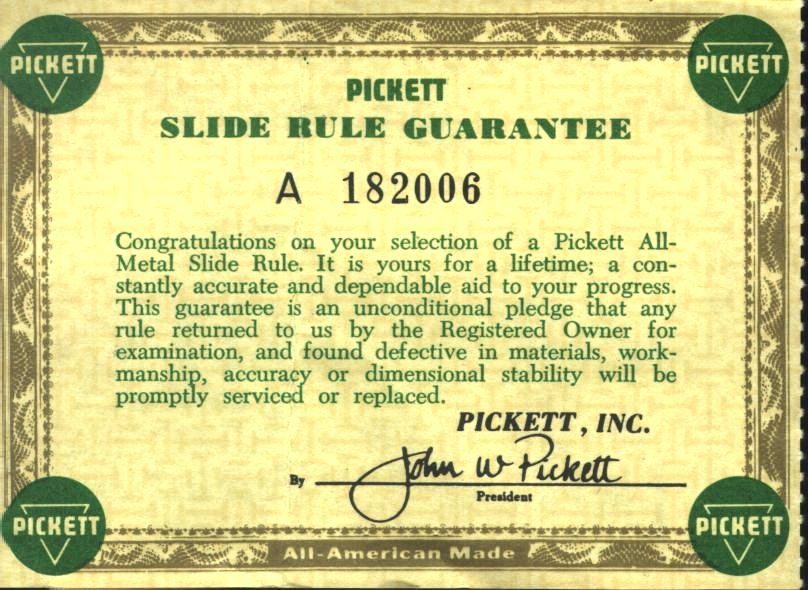 PICKETT
PICKETT
PICKETT
SLIDE RULE GUARANTEE
A 182006
Congratulations on your selection of a Pickett All-
Metal Slide Rule. It is yours for a lifetime; a con-
stantly accurate and dependable aid to your progress.
This guarantee is an unconditional pledge that any
rule returned to us by the Registered Owner for
examination, and found defective in materials, work-
manship, accuracy or dimensional stability will be
promptly serviced or replaced.
PICKETT, INC.
By John W Pickett
President
PICKETT
PICKETT
All-American Made